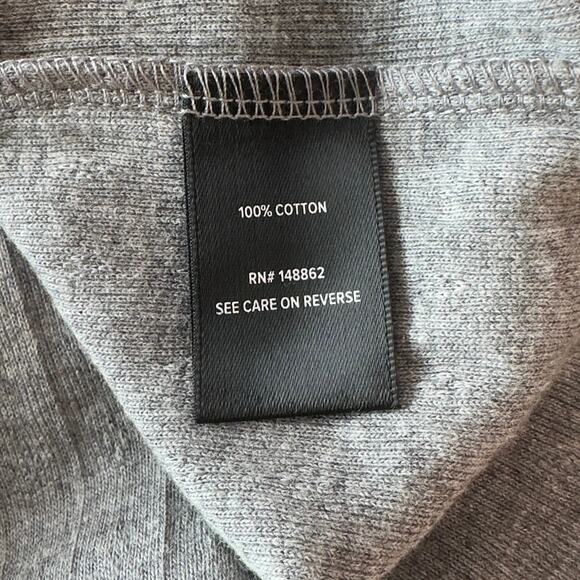 100% COTTON
RN# 148862
SEE CARE ON REVERSE